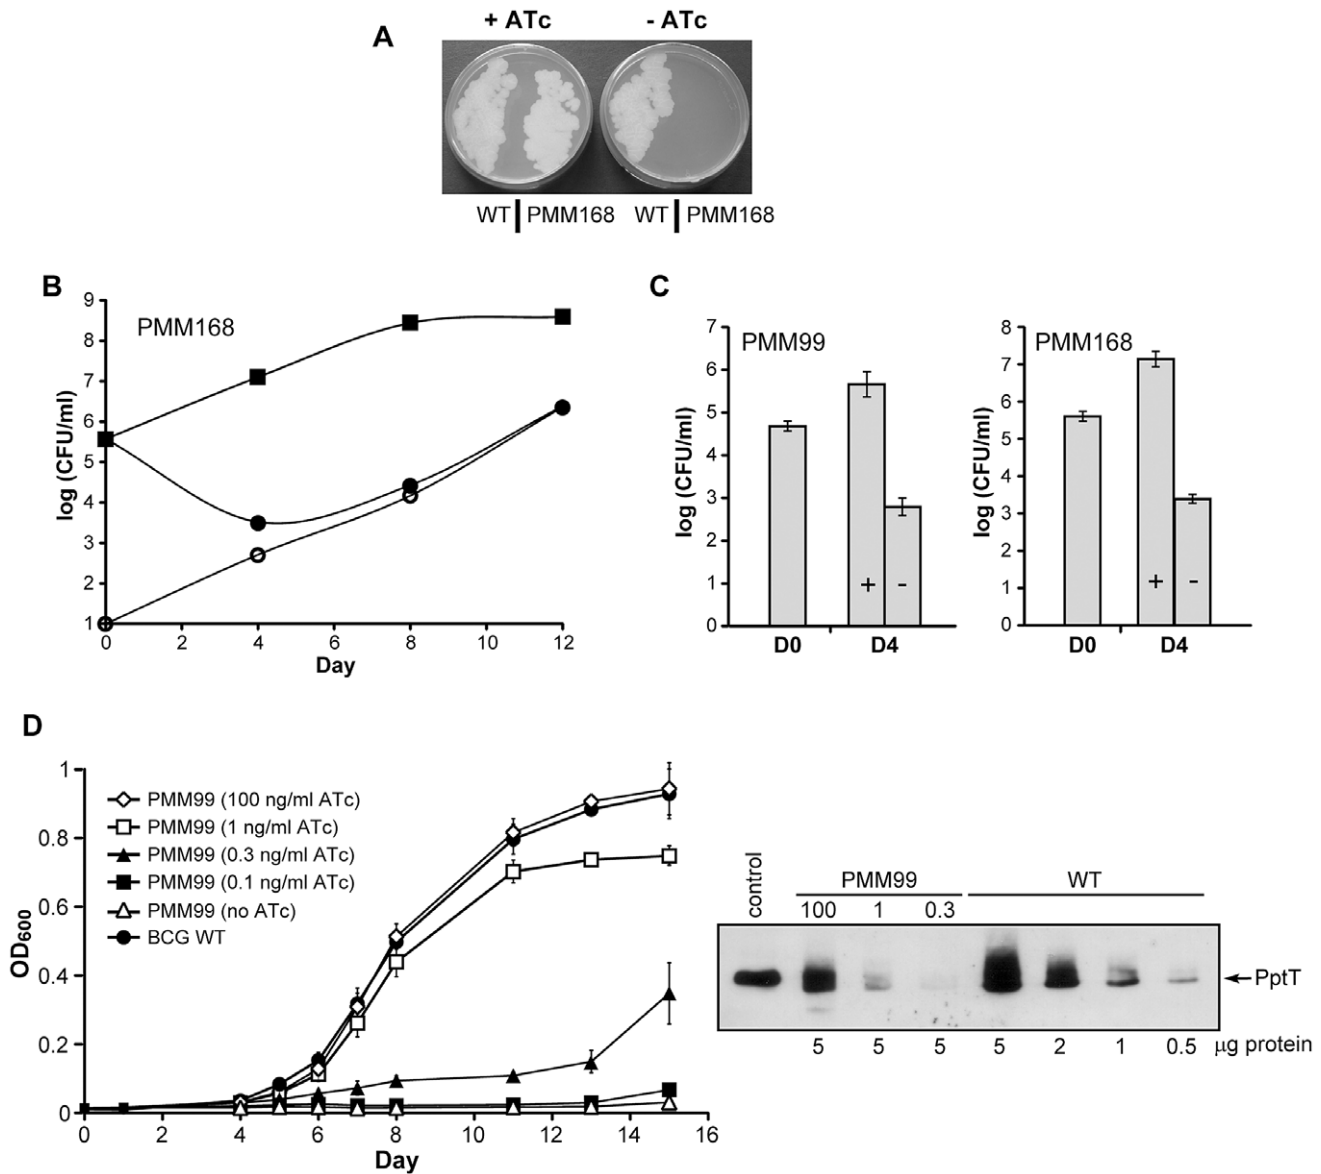 A
+ ATc
- ATc
WT
PMM168
WT
PMM168
B
PMM168
log (CFU/ml)
9
8
7
6
5
4
3
2
1
0
2
4
6
8
10
12
Day
C
PMM99
log (CFU/ml)
7
6
5
4
3
2
1
0
+
-
D0
D4
PMM168
log (CFU/ml)
8
7
6
5
4
3
2
1
0
+
-
D0
D4
D
OD600
1
0.8
0.6
0.4
0.2
0
PMM99 (100 ng/ml ATc)
PMM99 (1 ng/ml ATc)
PMM99 (0.3 ng/ml ATc)
PMM99 (0.1 ng/ml ATc)
PMM99 (no ATc)
BCG WT
0
2
4
6
8
10
12
14
16
Day
control
PMM99
WT
100
1
0.3
PptT
5
5
5
5
2
1
0.5
µg protein